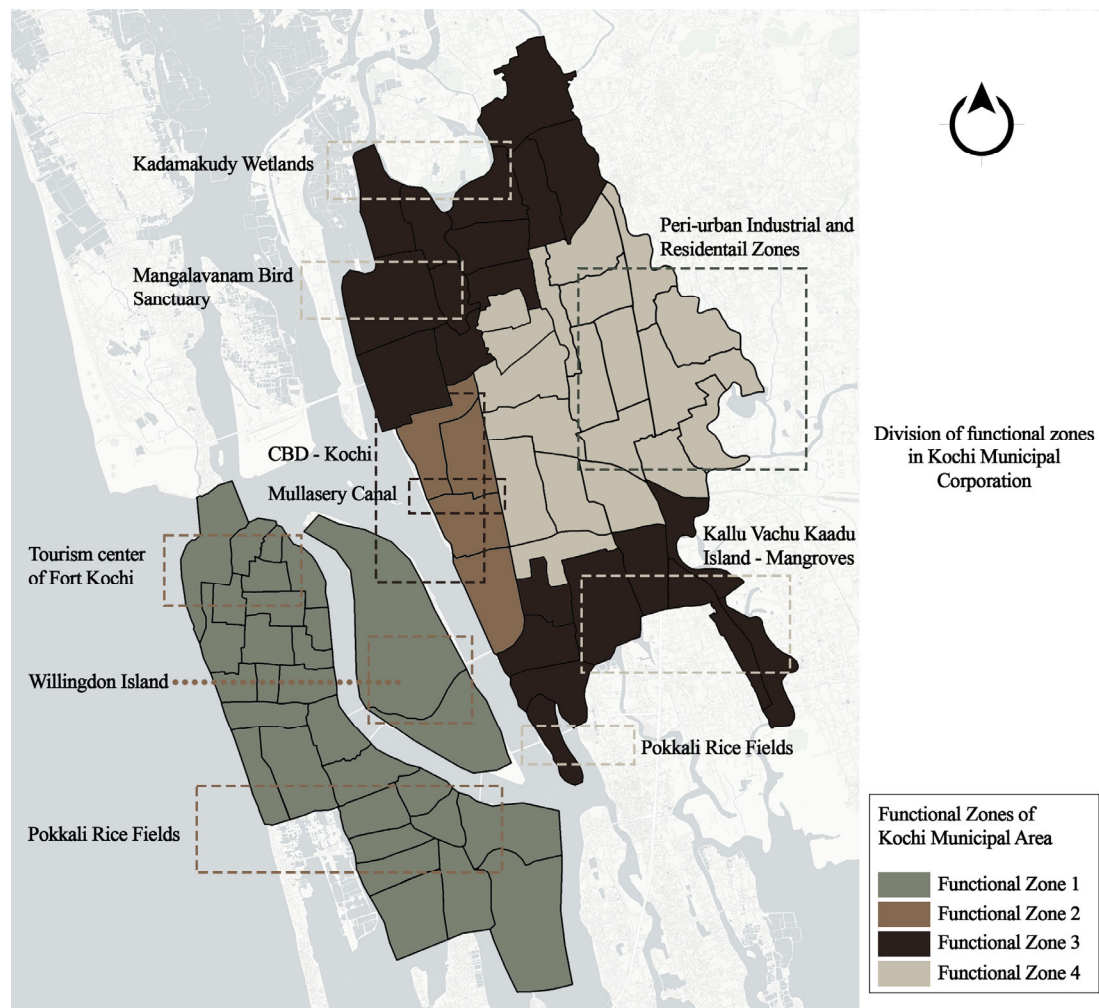 Kadamakudy Wetlands
Peri-urban Industrial and
Residentail Zones
Mangalavanam Bird
Sanctuary
CBD - Kochi
Division of functional zones
in Kochi Municipal
Corporation
Mullasery Canal
Kallu Vachu Kaadu
Island - Mangroves
Tourism center
of Fort Kochi
Willingdon Island
Pokkali Rice Fields
Pokkali Rice Fields
Functional Zones of
Kochi Municipal Area
Functional Zone 1
Functional Zone 2
Functional Zone 3
Functional Zone 4